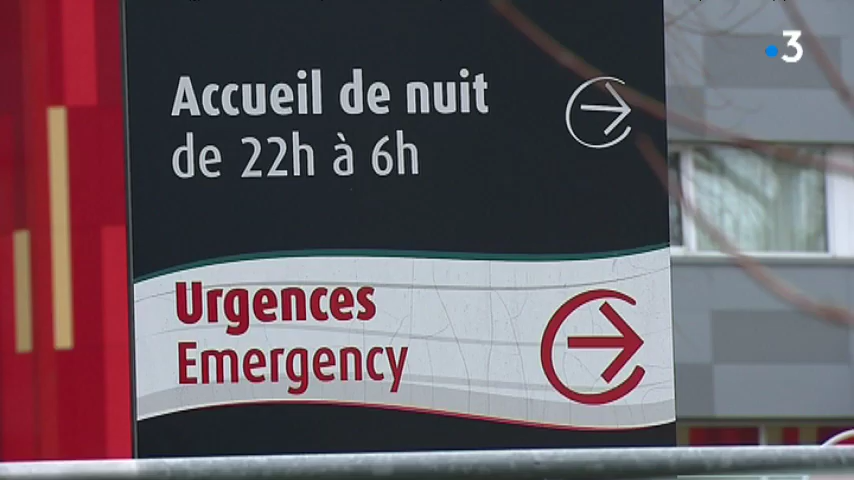 3
Accueil de nuit
de 22h à 6h
Urgences
Emergency